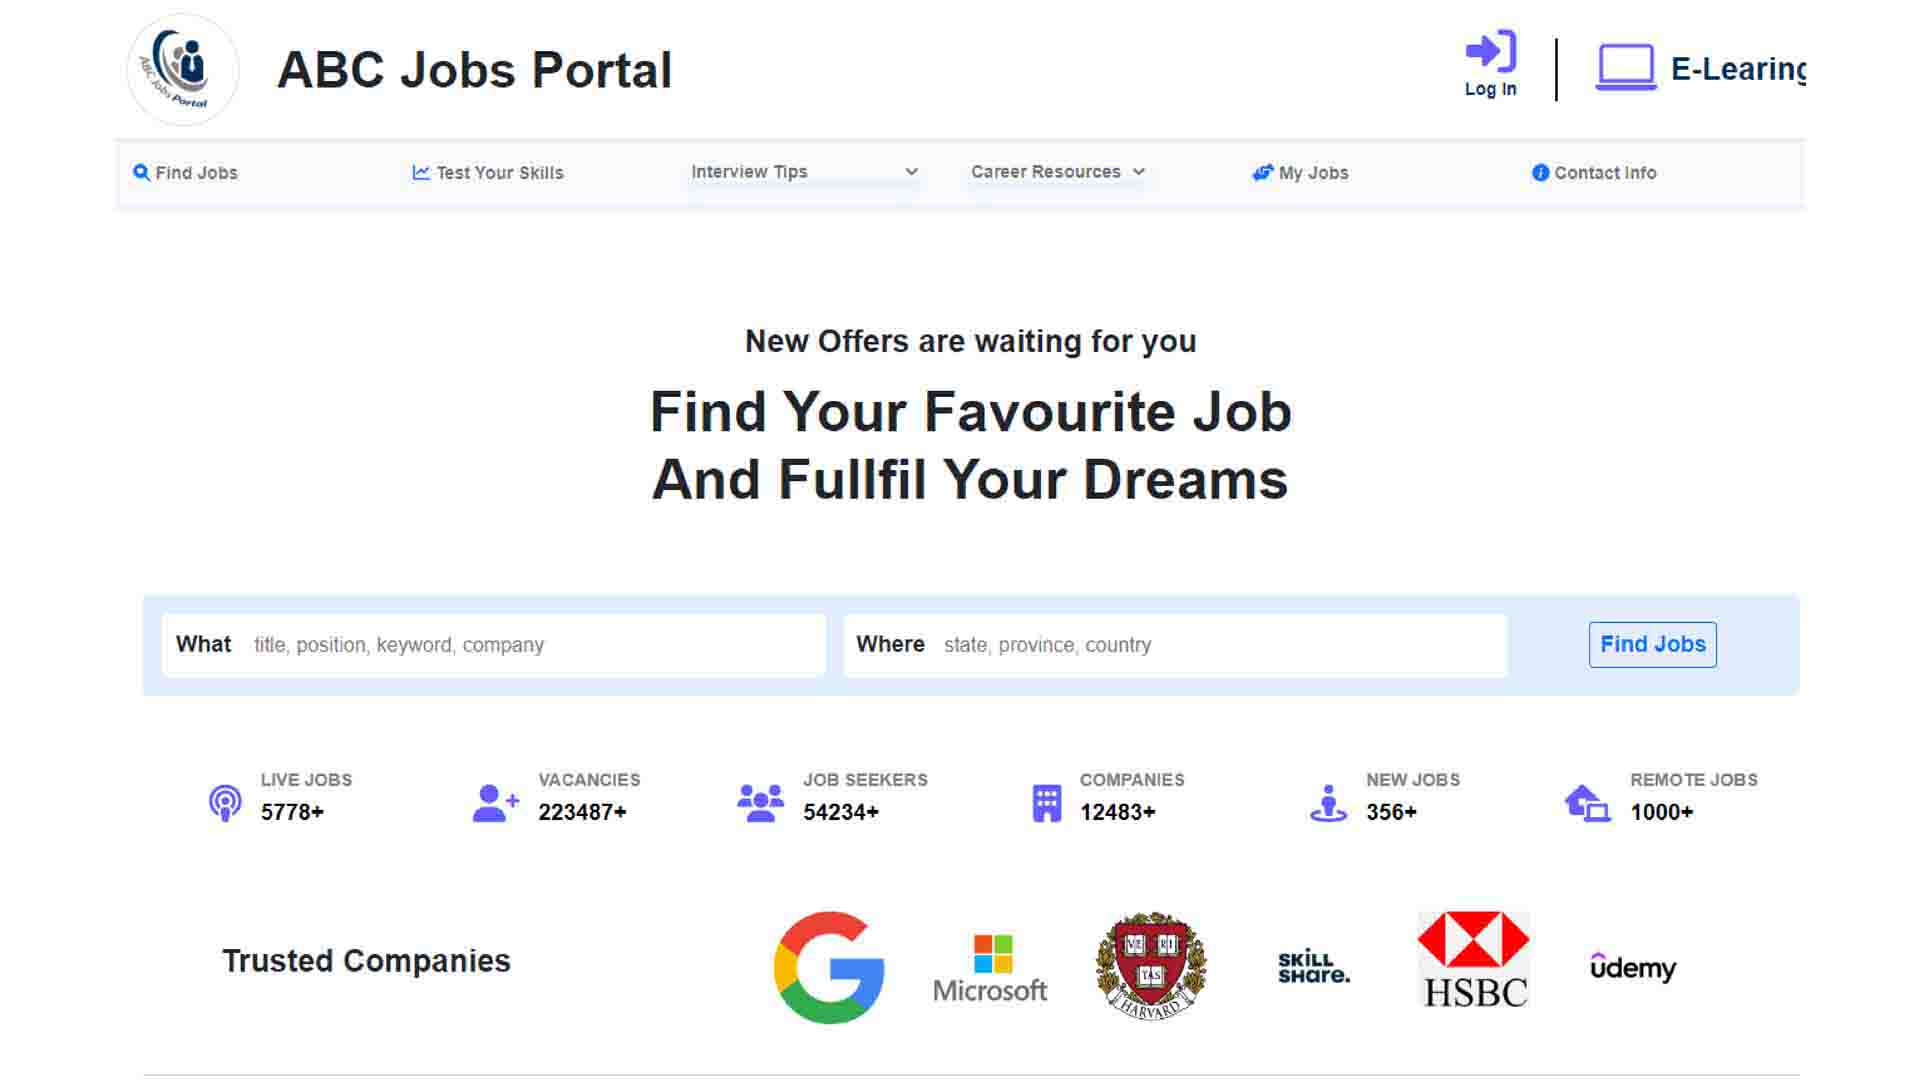 ABC Jobs Portal
ABC Jobs Portal
Log In
E-Learing
Find Jobs
Test Your Skills
Interview Tips
Career Resources
My Jobs
Contact Info
New Offers are waiting for you
Find Your Favourite Job
And Fullfil Your Dreams
What title, position, keyword, company
Where state, province, country
Find Jobs
LIVE JOBS
5778+
VACANCIES
223487+
JOB SEEKERS
54234+
COMPANIES
12483+
NEW JOBS
356+
REMOTE JOBS
1000+
Trusted Companies
G
Microsoft
VE RI
TAS
HARVARD
SKILL
SHARE.
HSBC
udemy